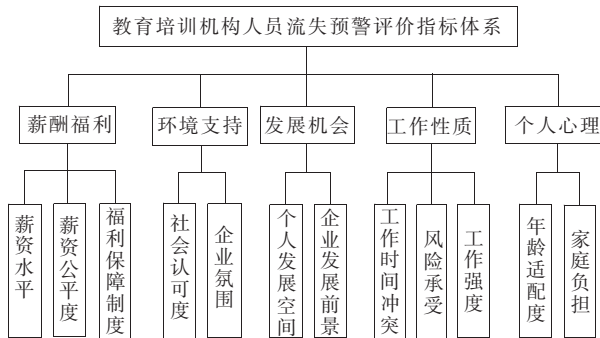 教育培训机构人员流失预警评价指标体系
薪酬福利
环境支持
发展机会
工作性质
个人心理
薪资水平
薪资公平度
福利保障制度
社会认可度
企业氛围
个人发展空间
企业发展前景
工作时间冲突
风险承受
工作强度
年龄适配度
家庭负担